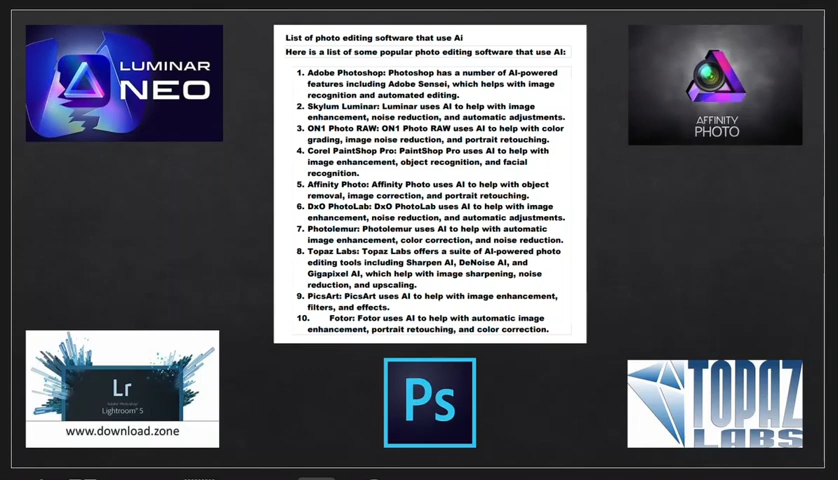 LUMINAR
NEO
List of photo editing software that use Ai
Here is a list of some popular photo editing software that use AI:
1. Adobe Photoshop: Photoshop has a number of AI-powered
features including Adobe Sensei, which helps with image
recognition and automated editing.
2. Skylum Luminar: Luminar uses AI to help with image
enhancement, noise reduction, and automatic adjustments.
3. ON1 Photo RAW: ON1 Photo RAW uses AI to help with color
grading, image noise reduction, and portrait retouching.
4. Corel PaintShop Pro: PaintShop Pro uses AI to help with
image enhancement, object recognition, and facial
recognition.
5. Affinity Photo: Affinity Photo uses AI to help with object
removal, image correction, and portrait retouching.
6. DxO PhotoLab: DxO PhotoLab uses AI to help with image
enhancement, noise reduction, and automatic adjustments.
7. Photolemur: Photolemur uses AI to help with automatic
image enhancement, color correction, and noise reduction.
8. Topaz Labs: Topaz Labs offers a suite of AI-powered photo
editing tools including Sharpen AI, DeNoise AI, and
Gigapixel AI, which help with image sharpening, noise
reduction, and upscaling.
9. PicsArt: PicsArt uses AI to help with image enhancement,
filters, and effects.
10. Fotor: Fotor uses AI to help with automatic image
enhancement, portrait retouching, and color correction.
AFFINITY
PHOTO
Lr
Lightroom® 5
www.download.zone
Ps
TOPAZ
LABS